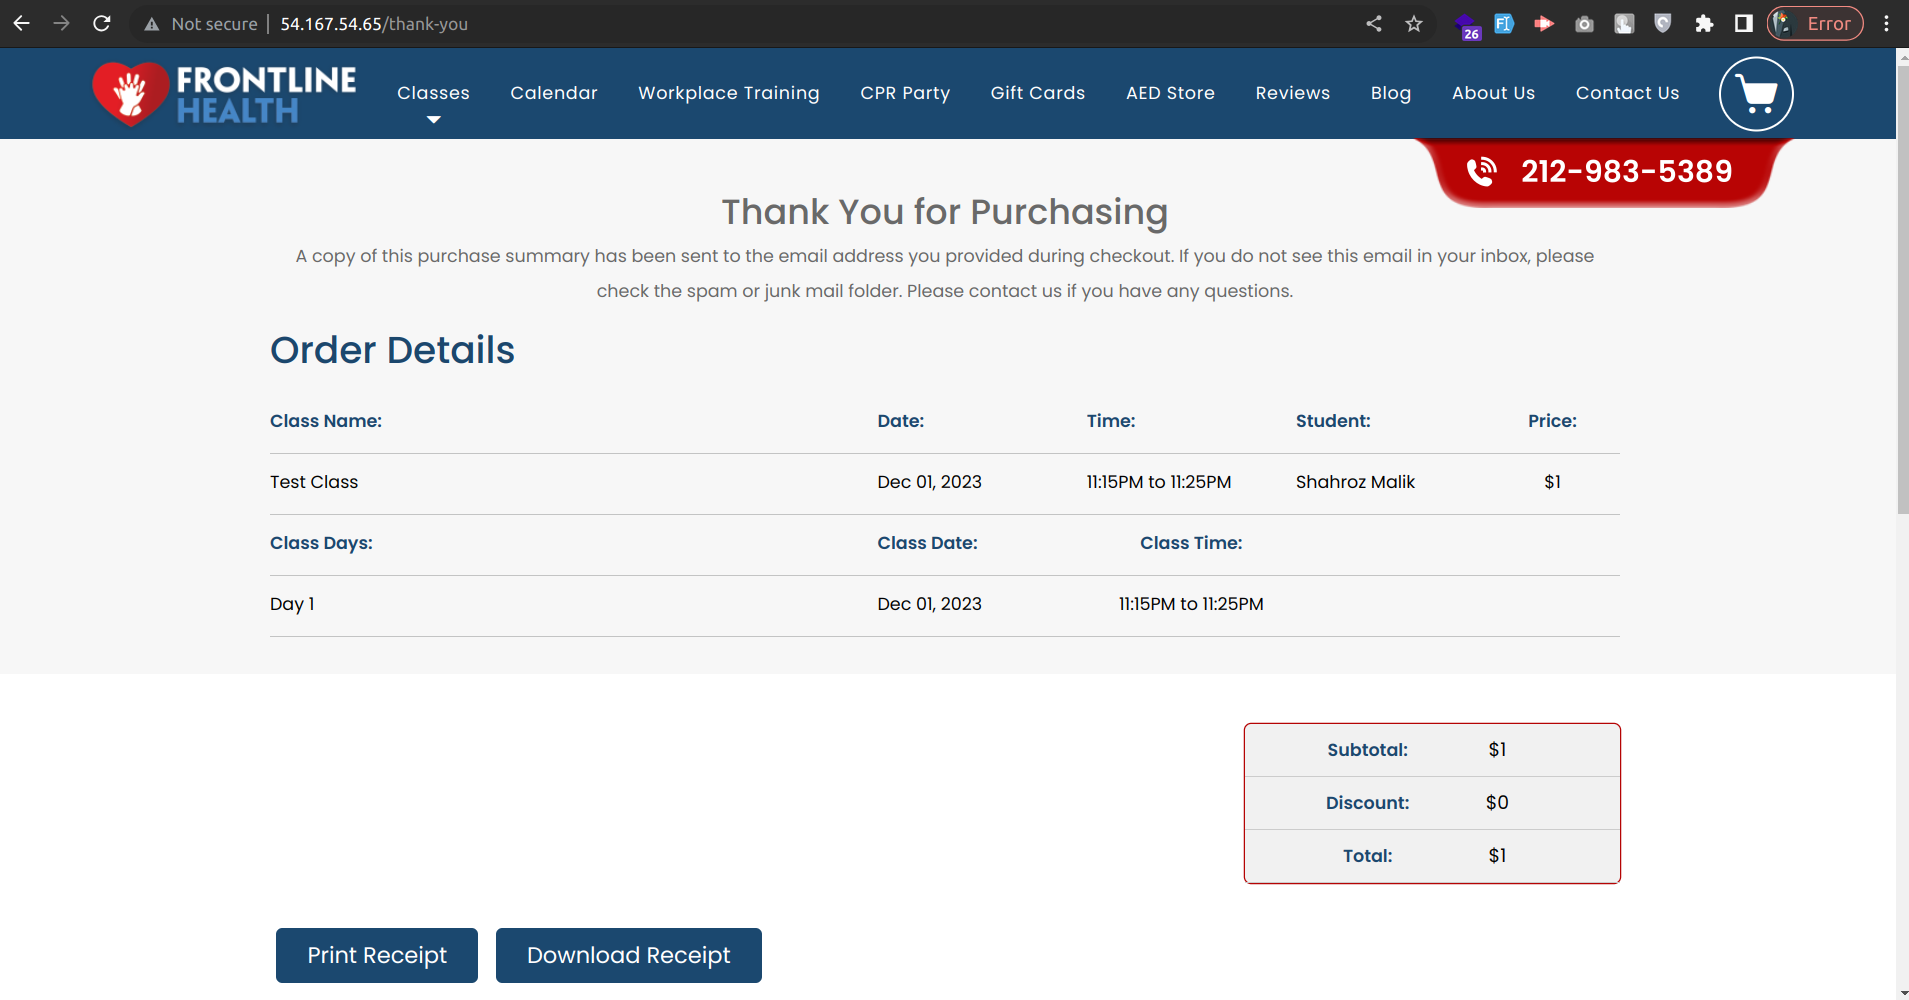 Not secure | 54.167.54.65/thank-you
26
Error
FRONTLINE
HEALTH
Classes Calendar Workplace Training CPR Party Gift Cards AED Store Reviews Blog About Us Contact Us
212-983-5389
Thank You for Purchasing
A copy of this purchase summary has been sent to the email address you provided during checkout. If you do not see this email in your inbox, please
check the spam or junk mail folder. Please contact us if you have any questions.
Order Details
Class Name: Date: Time: Student: Price:
Test Class Dec 01, 2023 11:15PM to 11:25PM Shahroz Malik $1
Class Days: Class Date: Class Time:
Day 1 Dec 01, 2023 11:15PM to 11:25PM
Subtotal: $1
Discount: $0
Total: $1
Print Receipt Download Receipt